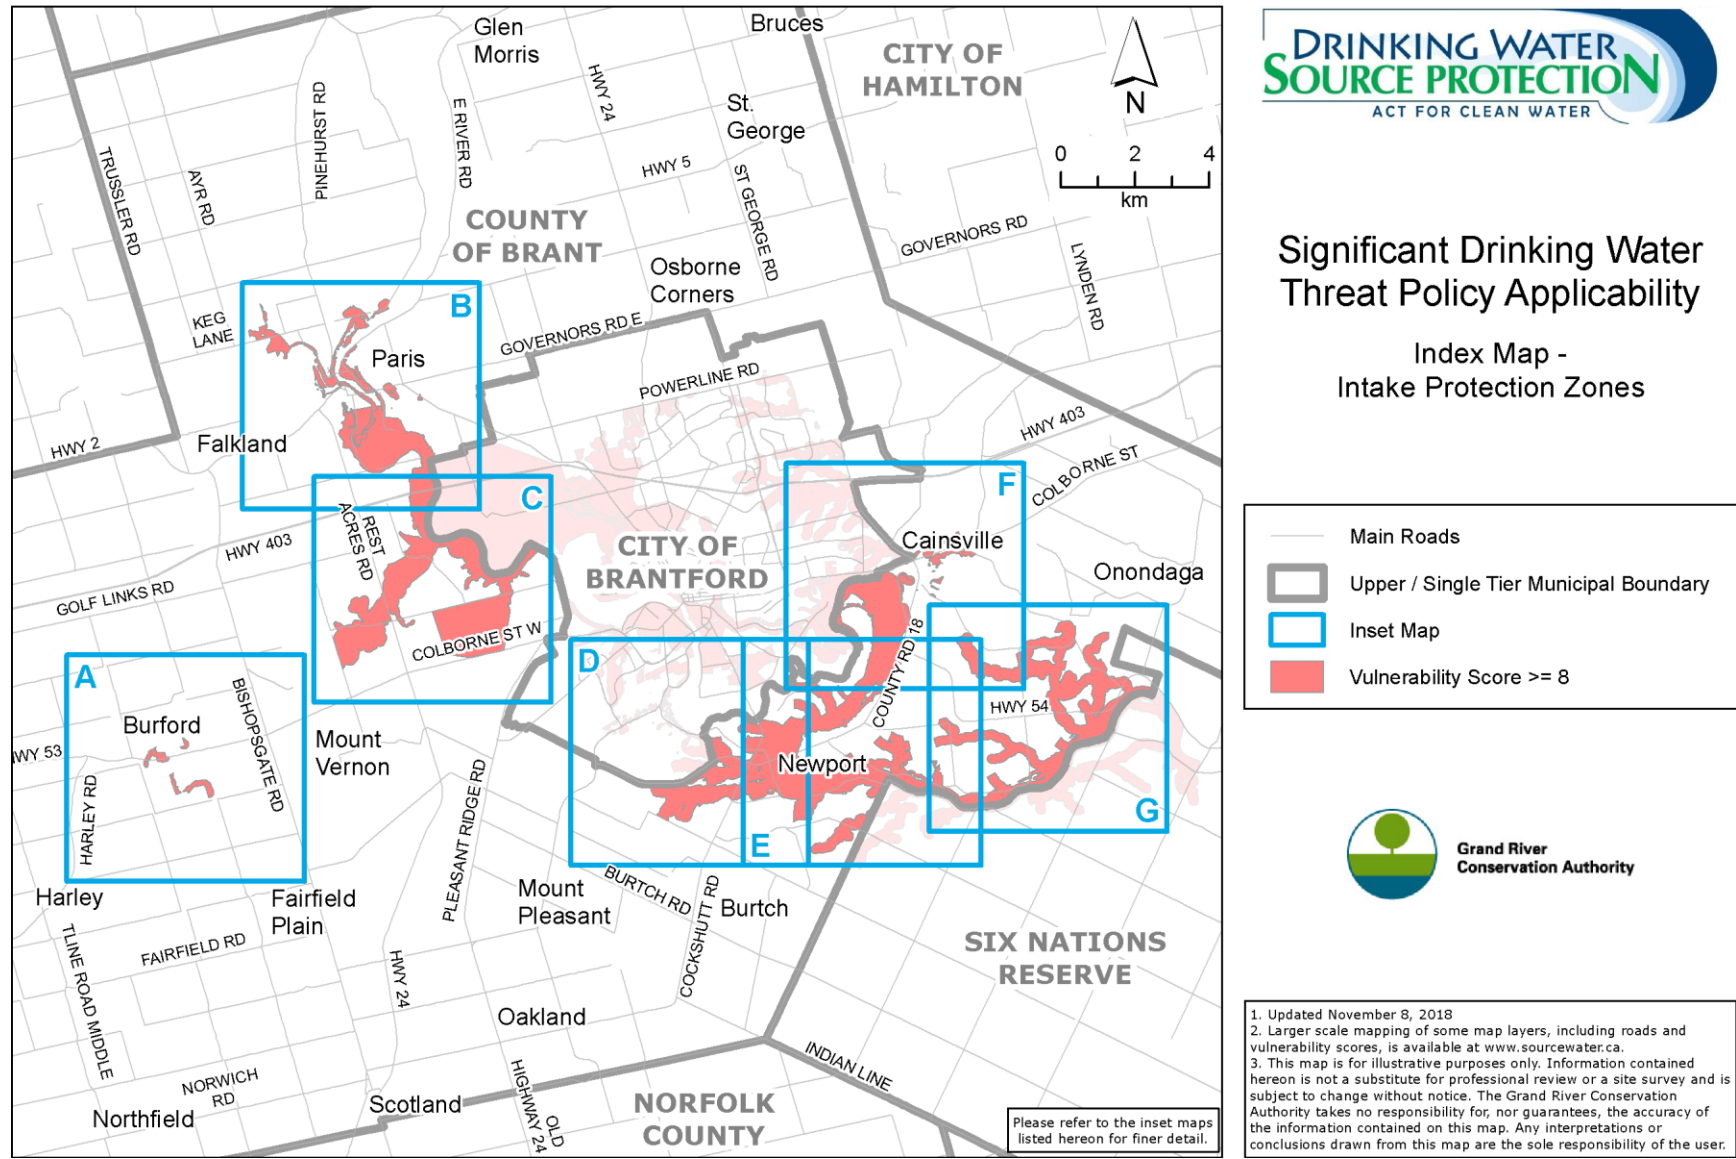 Glen
Morris
Bruces
CITY OF
HAMILTON
N
0 2 4
km
HWY 24
St.
George
PINEHURST RD
E RIVER RD
TRUSSLER RD
AYR RD
HWY 5
ST GEORGE RD
COUNTY
OF BRANT
GOVERNORS RD
LYNDEN RD
Osborne
Corners
B
KEG
LANE
GOVERNORS RD E
Paris
POWERLINE RD
HWY 2
Falkland
HWY 403
COLBORNE ST
C
F
REST
ACRES RD
HWY 403
CITY OF
BRANTFORD
Cainsville
Onondaga
GOLF LINKS RD
COLBORNE ST W
COUNTY RD 18
A
D
BISHOPSGATE RD
Burford
HWY 54
WY 53
Mount
Vernon
Newport
HARLEY RD
PLEASANT RIDGE RD
G
E
Harley
Fairfield
Plain
Mount
Pleasant
BURTCH RD
Burtch
COCKSHUTT RD
TLINE ROAD MIDDLE
FAIRFIELD RD
HWY 24
SIX NATIONS
RESERVE
Oakland
INDIAN LINE
NORWICH
RD
Northfield
Scotland
OLD
HIGHWAY 24
NORFOLK
COUNTY
Please refer to the inset maps
listed hereon for finer detail.
DRINKING WATER
SOURCE PROTECTION
ACT FOR CLEAN WATER
Significant Drinking Water
Threat Policy Applicability
Index Map -
Intake Protection Zones
Main Roads
Upper / Single Tier Municipal Boundary
Inset Map
Vulnerability Score >= 8
Grand River
Conservation Authority
1. Updated November 8, 2018
2. Larger scale mapping of some map layers, including roads and
vulnerability scores, is available at www.sourcewater.ca.
3. This map is for illustrative purposes only. Information contained
hereon is not a substitute for professional review or a site survey and is
subject to change without notice. The Grand River Conservation
Authority takes no responsibility for, nor guarantees, the accuracy of
the information contained on this map. Any interpretations or
conclusions drawn from this map are the sole responsibility of the user.